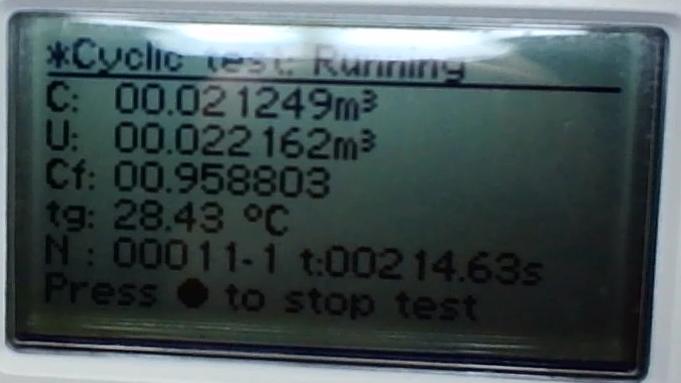 *Cyclic test: Running
C: 00.021249m³
U: 00.022162m³
Cf: 00.958803
tg: 28.43 °C
N : 00011-1 t:00214.63s
Press ● to stop test